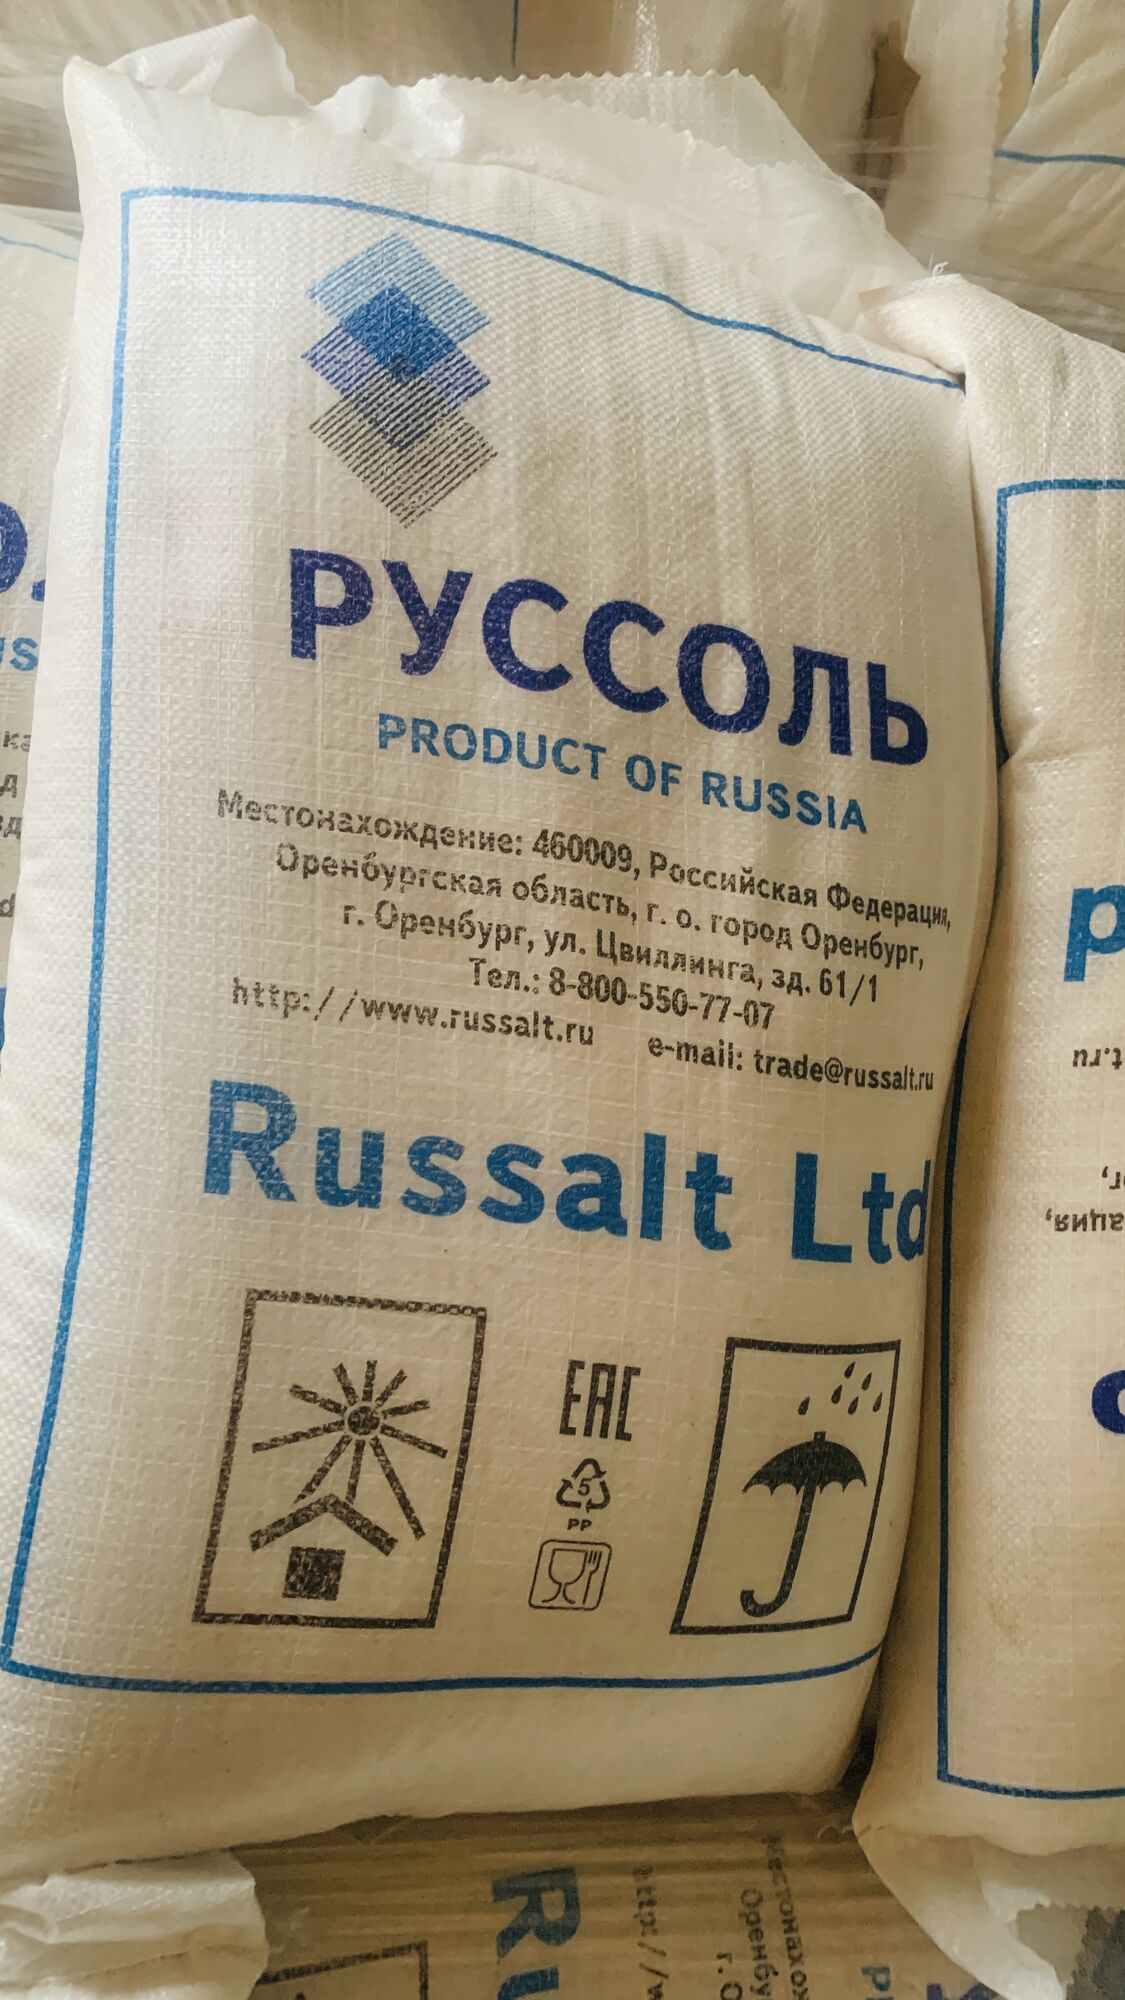 РУССОЛЬ
PRODUCT OF RUSSIA
Местонахождение: 460009, Российская Федерация,
Оренбургская область, г. о. город Оренбург,
г. Оренбург, ул. Цвиллинга, зд. 61/1
Тел.: 8-800-550-77-07
http://www.russalt.ru e-mail: trade@russalt.ru
Russalt Ltd
EAC
5
PP